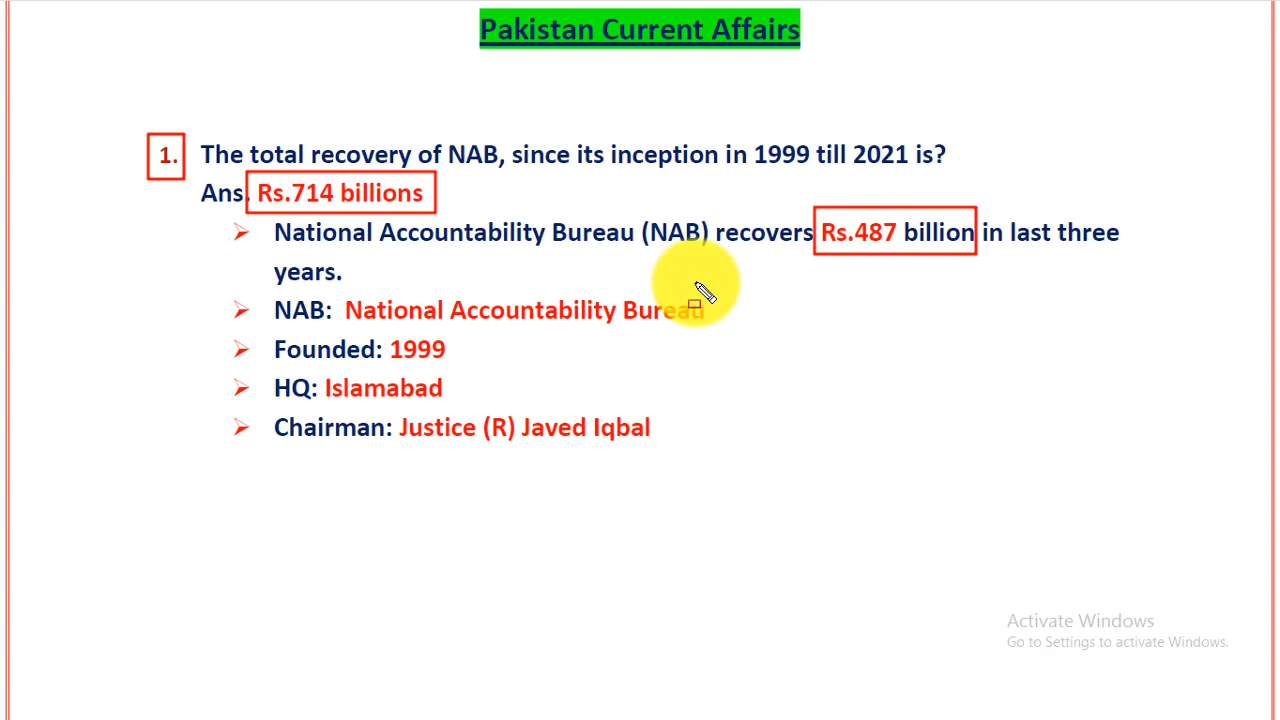 Pakistan Current Affairs
1. The total recovery of NAB, since its inception in 1999 till 2021 is?
Ans. Rs.714 billions
➢ National Accountability Bureau (NAB) recovers Rs.487 billion in last three
years.
➢ NAB: National Accountability Bureau
➢ Founded: 1999
➢ HQ: Islamabad
➢ Chairman: Justice (R) Javed Iqbal
Activate Windows
Go to Settings to activate Windows.